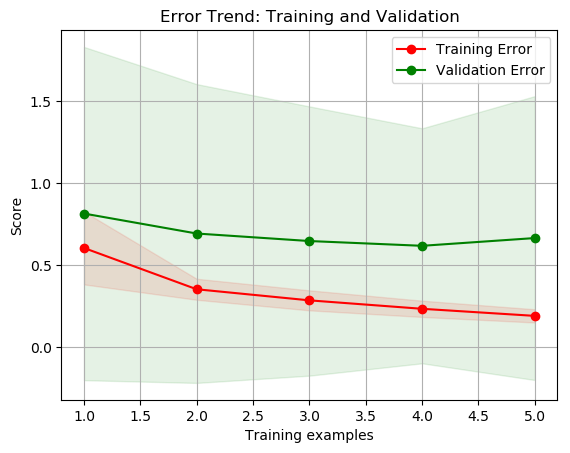 Error Trend: Training and Validation
Training Error
Validation Error
Score
1.5
1.0
0.5
0.0
1.0 1.5 2.0 2.5 3.0 3.5 4.0 4.5 5.0
Training examples